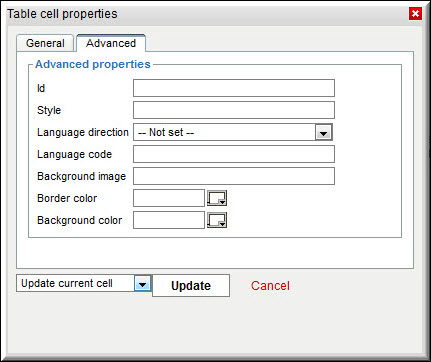 Table cell properties
General Advanced
Advanced properties
Id
Style
Language direction -- Not set --
Language code
Background image
Border color
Background color
Update current cell Update Cancel